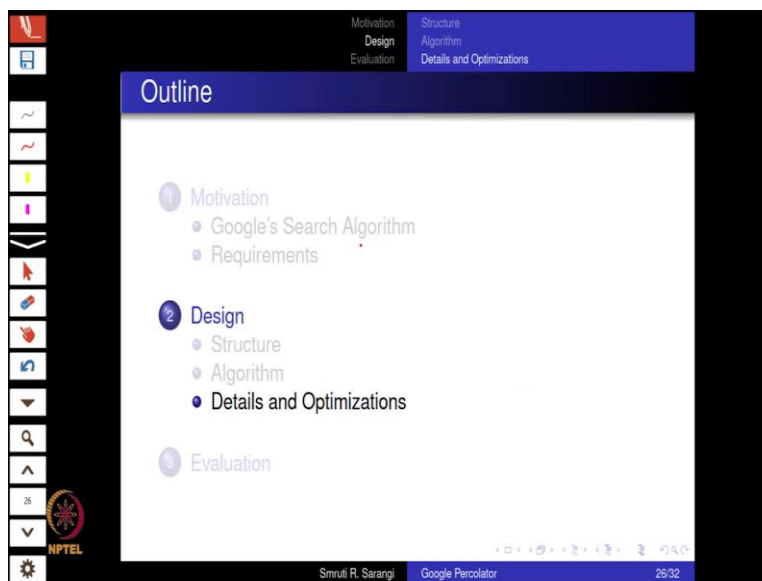 Motivation
Design
Evaluation
Structure
Algorithm
Details and Optimizations
Outline
1 Motivation
Google's Search Algorithm
Requirements
2 Design
Structure
Algorithm
Details and Optimizations
3 Evaluation
26
NPTEL
Smruti R. Sarangi Google Percolator 26/32